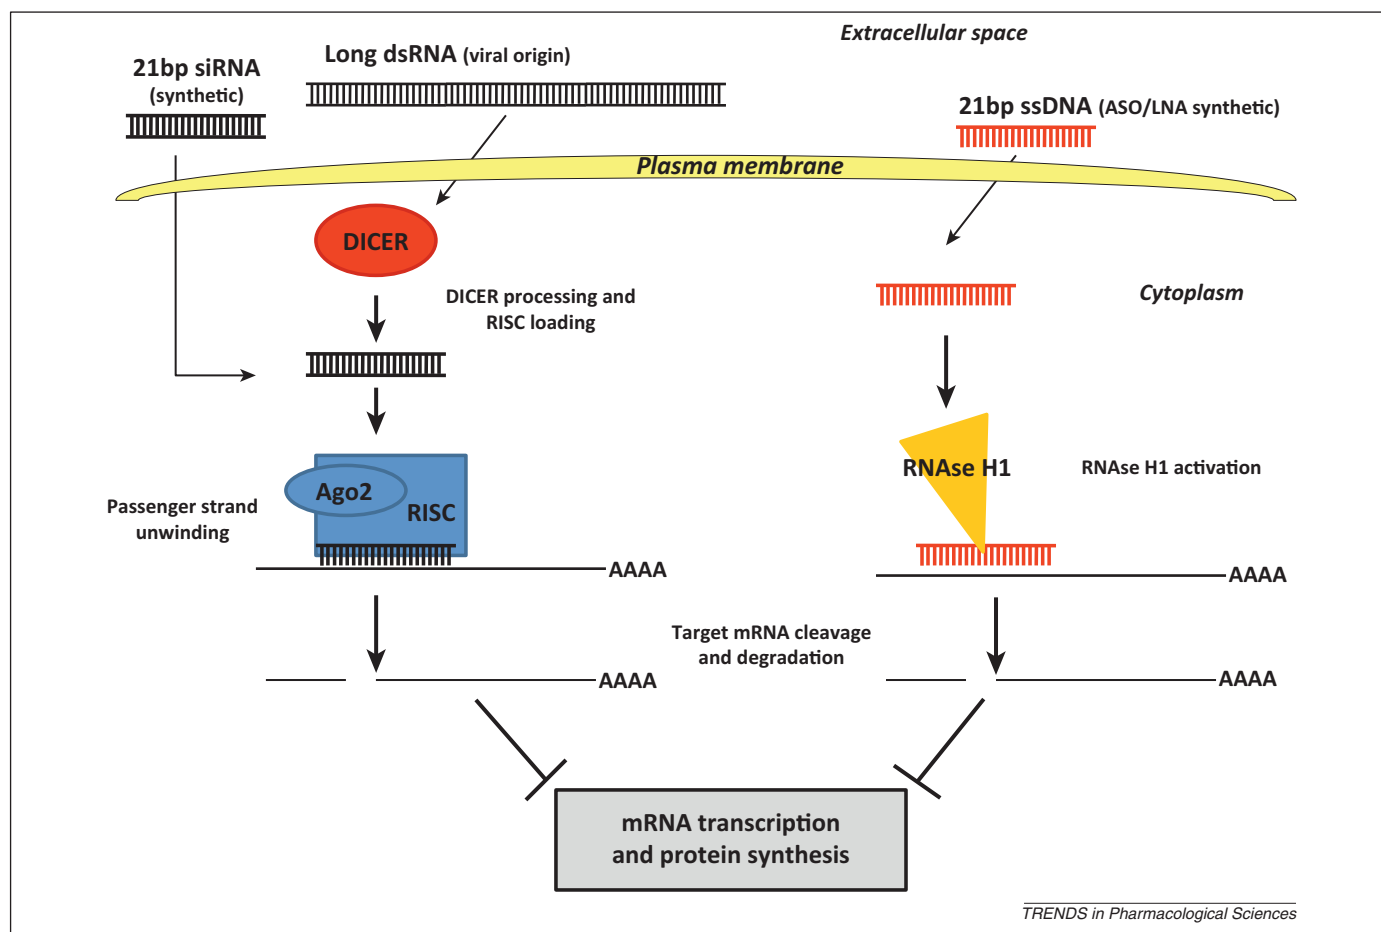 Extracellular space
21bp siRNA
(synthetic)
Long dsRNA (viral origin)
21bp ssDNA (ASO/LNA synthetic)
Plasma membrane
DICER
DICER processing and
RISC loading
Cytoplasm
Passenger strand
unwinding
Ago2
RISC
AAAA
RNAse H1
RNAse H1 activation
AAAA
Target mRNA cleavage
and degradation
AAAA
AAAA
mRNA transcription
and protein synthesis
TRENDS in Pharmacological Sciences